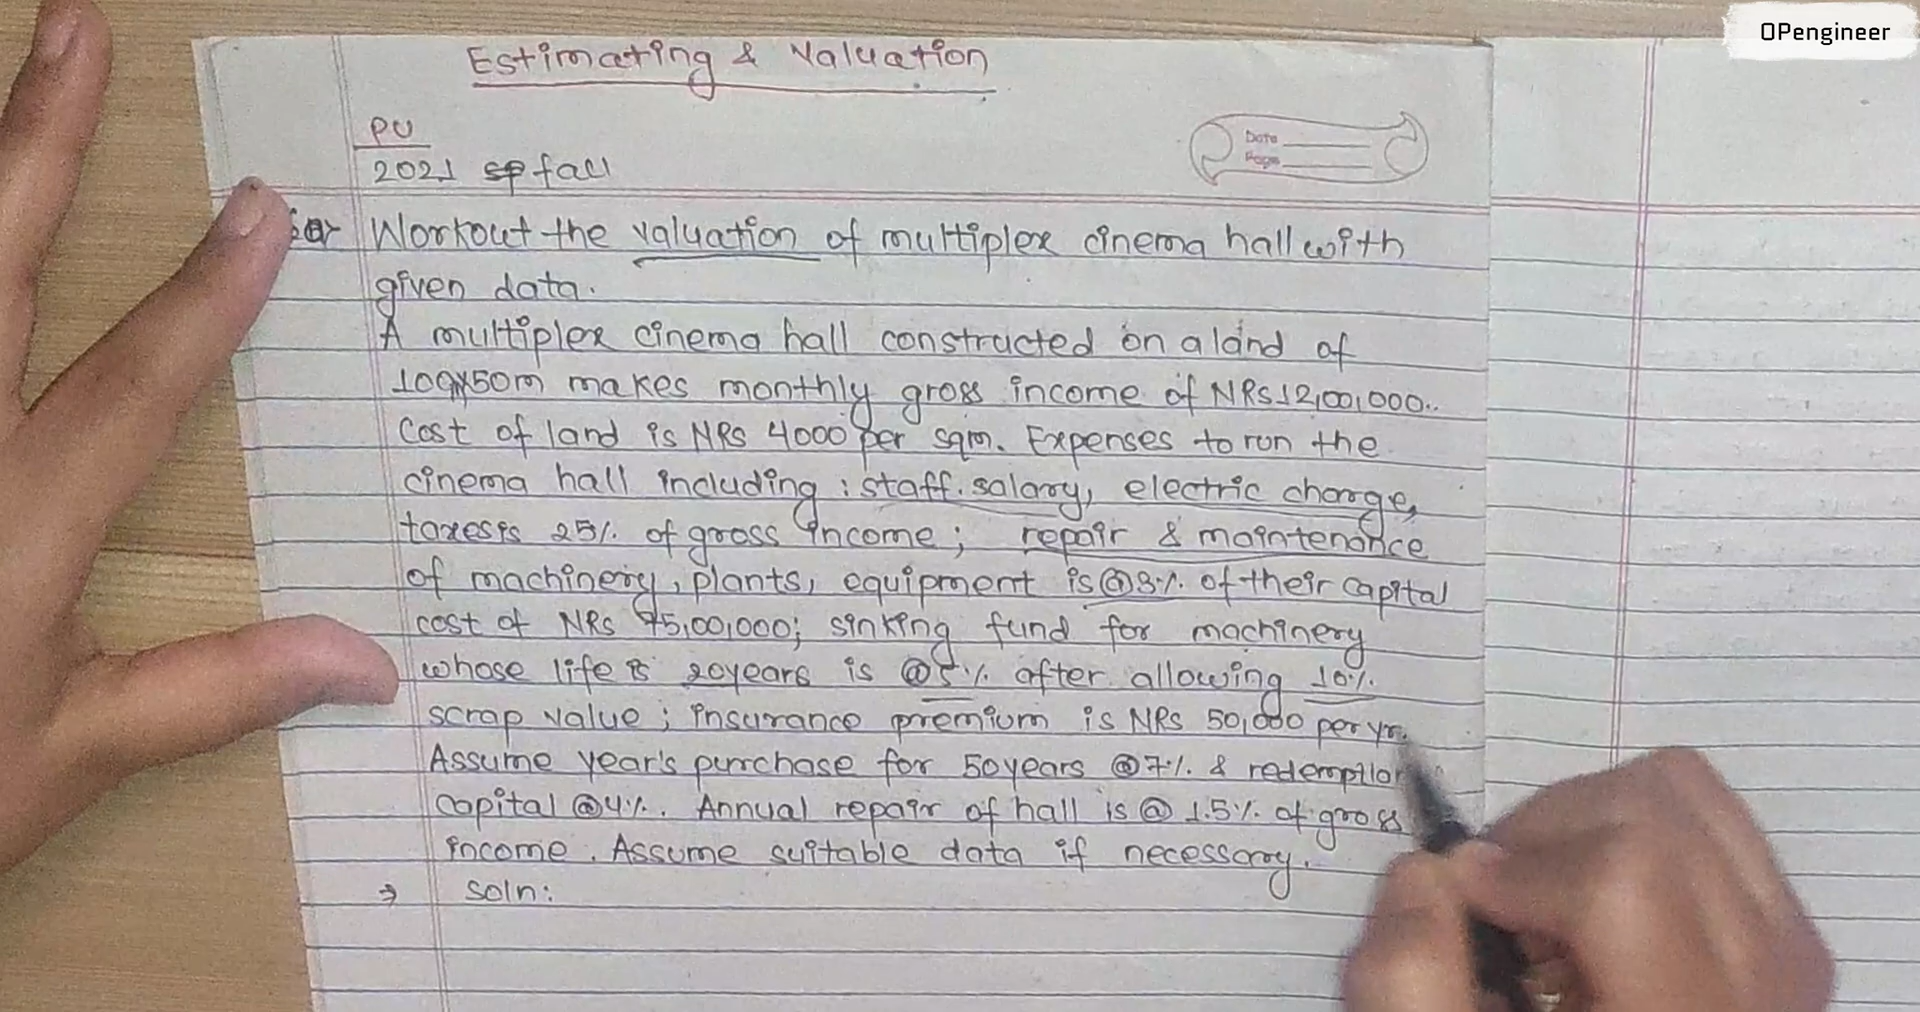 OPengineer
Estimating & Valuation
PU
2021 sp fall
Date
Page
Workout the valuation of multiplex cinema hall with
given data.
A multiplex cinema hall constructed on a land of
100mx50m makes monthly gross income of NRs 12,00,000.
Cost of land is NRs 4000 per sqm. Expenses to run the
cinema hall including : staff salary, electric charge,
taxes is 25% of gross income; repair & maintenance
of machinery, plants, equipment is @3% of their capital
cost of NRs 75,00,000; sinking fund for machinery
whose life is 20years is @5% after allowing 10%
scrap value; insurance premium is NRs 50,000 per yr.
Assume year's purchase for 50years @7% & redemption
capital @4%. Annual repair of hall is @ 1.5% of gross
income. Assume suitable data if necessary.
→ Soln: